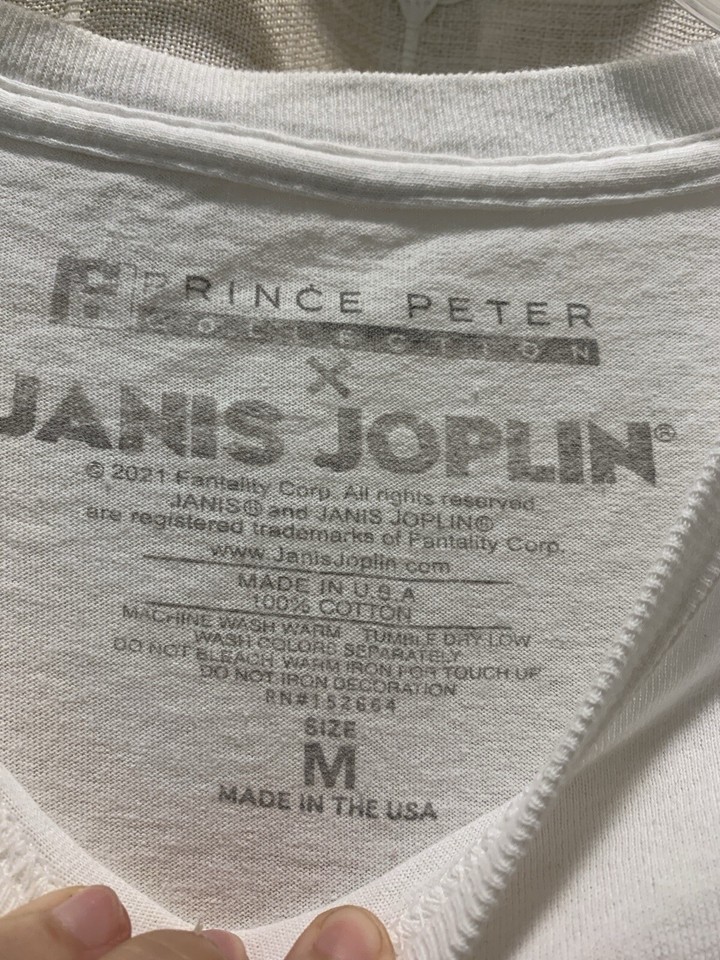 PRINCE PETER
COLLECTION
X
JANIS JOPLIN®
© 2021 Fantality Corp. All rights reserved.
JANIS® and JANIS JOPLIN®
are registered trademarks of Fantality Corp.
www.JanisJoplin.com
MADE IN U.S.A
100% COTTON
MACHINE WASH WARM TUMBLE DRY LOW
WASH COLORS SEPARATELY
DO NOT BLEACH WARM IRON FOR TOUCH UP
DO NOT IRON DECORATION
RN#152664
SIZE
M
MADE IN THE USA